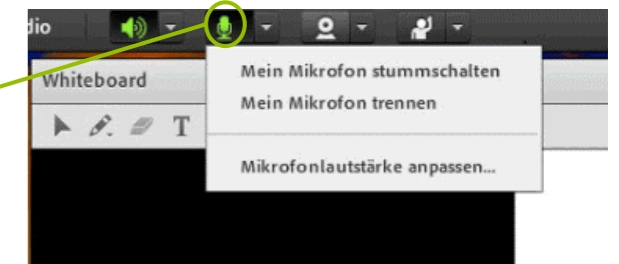 dio
Whiteboard
T
Mein Mikrofon stummschalten
Mein Mikrofon trennen
Mikrofonlautstärke anpassen...